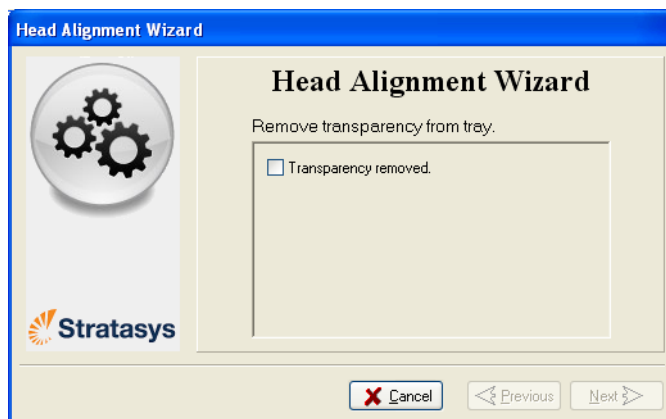 Head Alignment Wizard
Head Alignment Wizard
Remove transparency from tray.
Transparency removed.
Stratasys
Cancel
Previous
Next